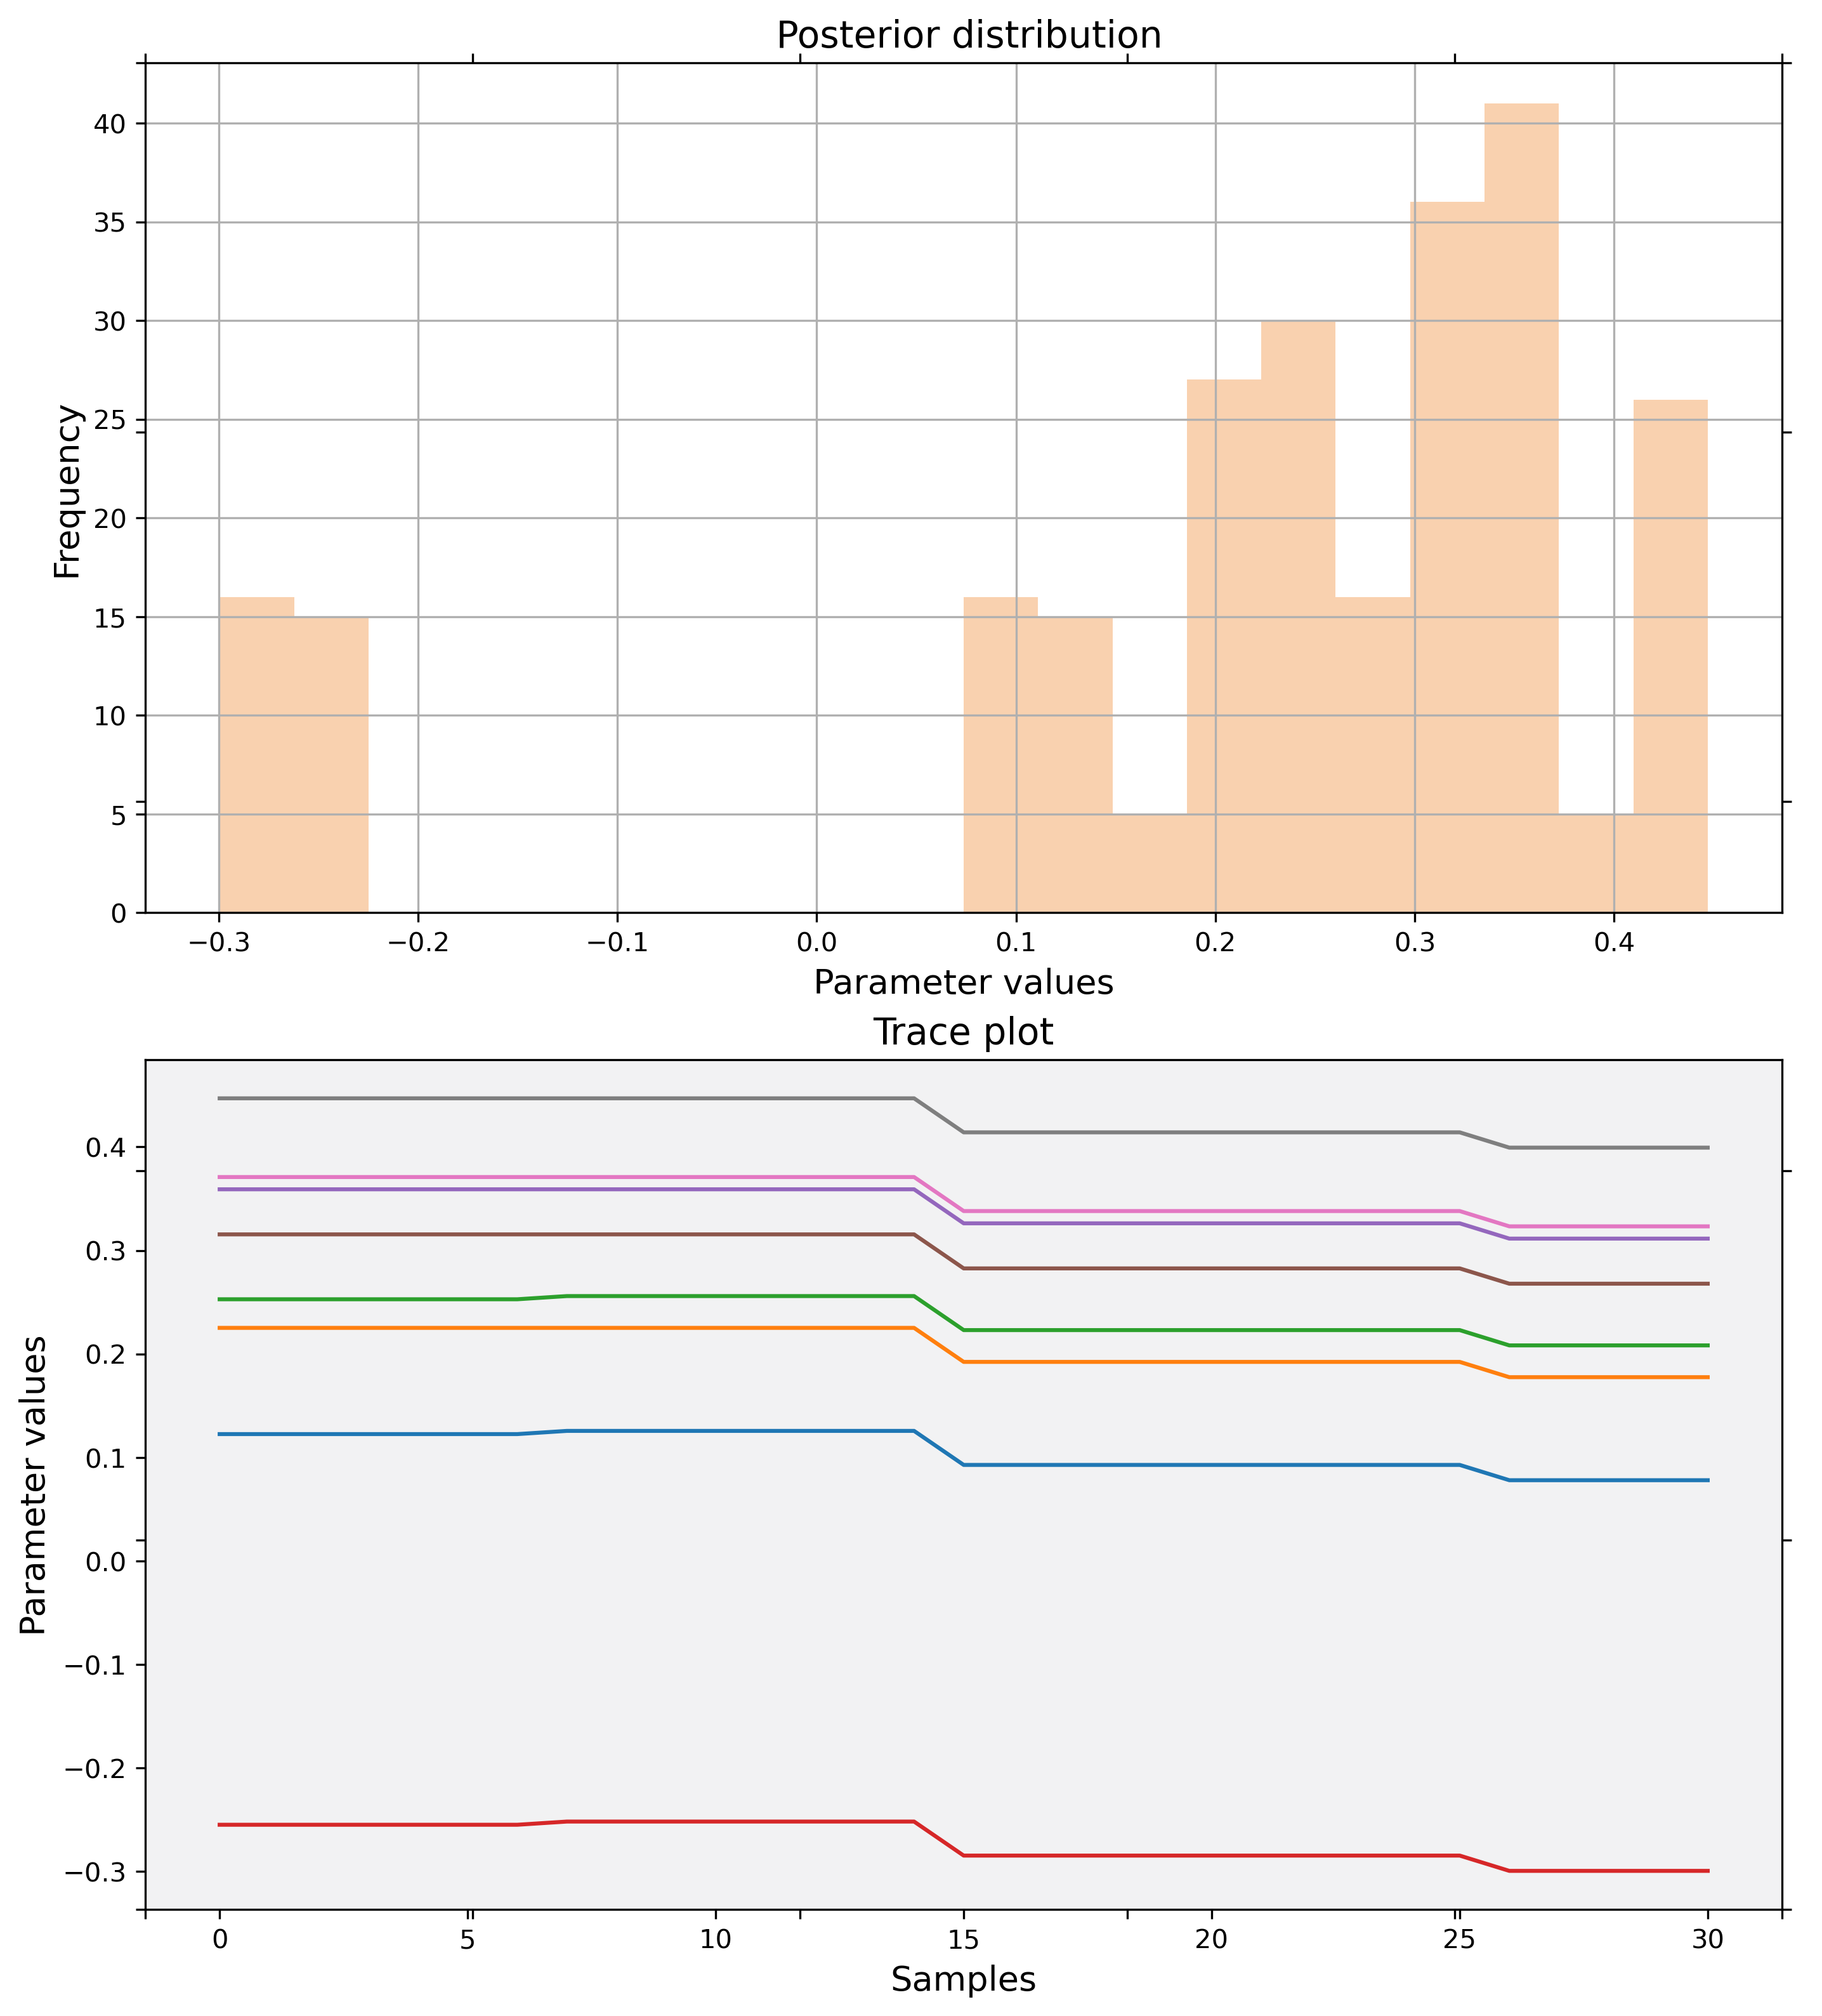 Posterior distribution
40
35
30
25
20
15
10
5
0
Frequency
−0.3 −0.2 −0.1 0.0 0.1 0.2 0.3 0.4
Parameter values
Trace plot
0.4
0.3
0.2
0.1
0.0
−0.1
−0.2
−0.3
Parameter values
0 5 10 15 20 25 30
Samples